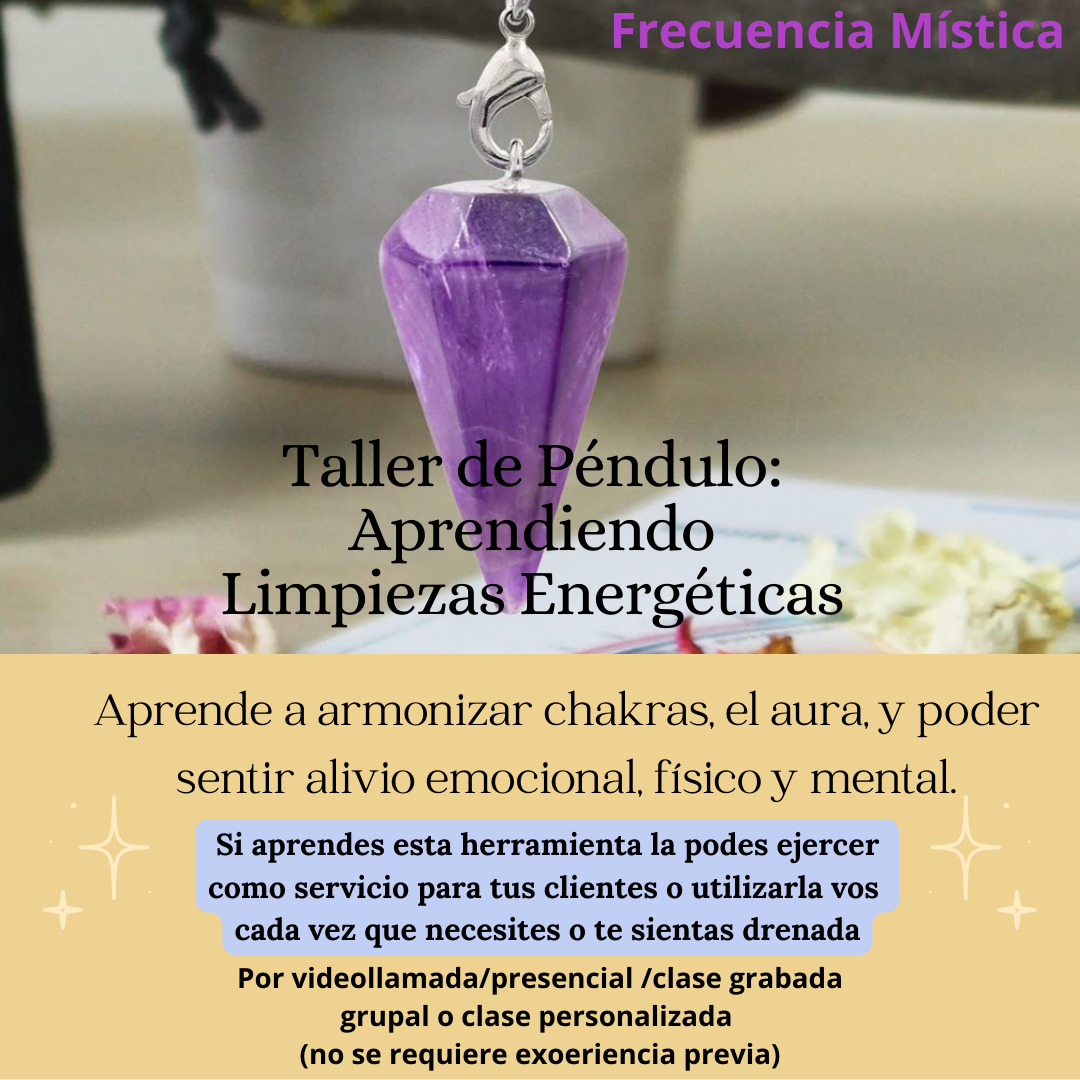 Frecuencia Mística
Taller de Péndulo:
Aprendiendo
Limpiezas Energéticas
Aprende a armonizar chakras, el aura, y poder
sentir alivio emocional, físico y mental.
Si aprendes esta herramienta la podes ejercer
como servicio para tus clientes o utilizarla vos
cada vez que necesites o te sientas drenada
Por videollamada/presencial /clase grabada
grupal o clase personalizada
(no se requiere exoeriencia previa)